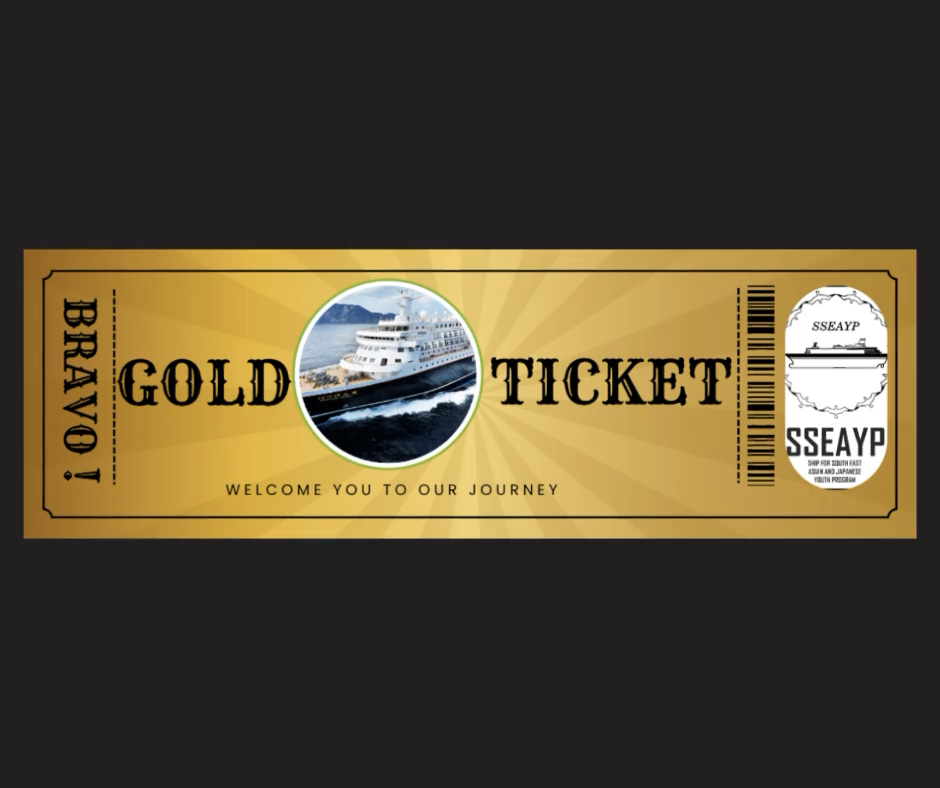 BRAVO !
GOLD TICKET
WELCOME YOU TO OUR JOURNEY
SSEAYP
SSEAYP
SHIP FOR SOUTH EAST
ASIAN AND JAPANESE
YOUTH PROGRAM